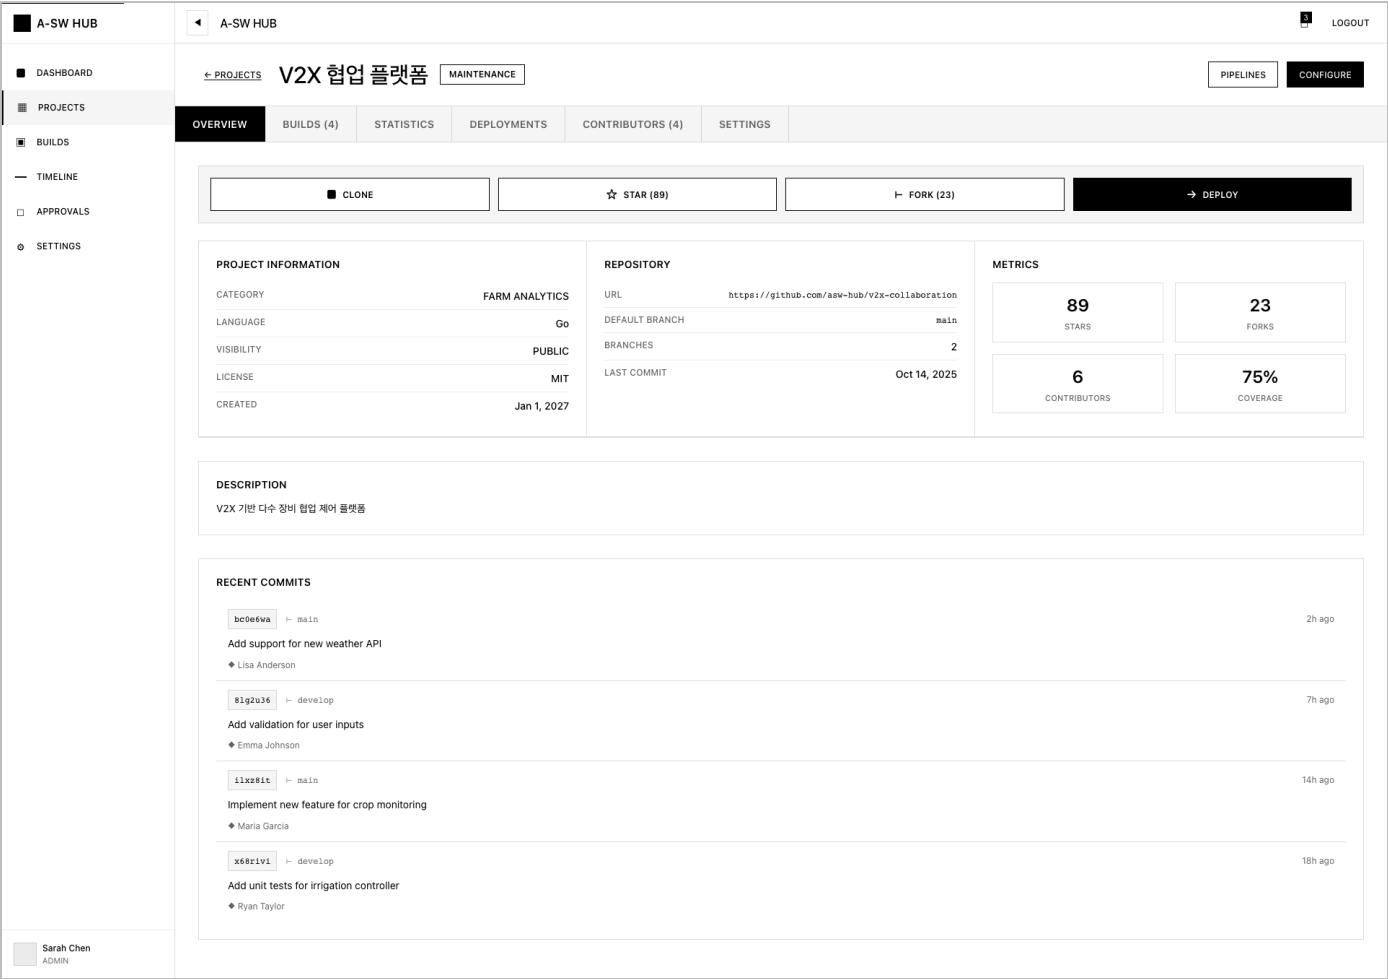 A-SW HUB
A-SW HUB
3
LOGOUT
DASHBOARD
PROJECTS
BUILDS
TIMELINE
APPROVALS
SETTINGS
← PROJECTS
V2X 협업 플랫폼
MAINTENANCE
PIPELINES
CONFIGURE
OVERVIEW
BUILDS (4)
STATISTICS
DEPLOYMENTS
CONTRIBUTORS (4)
SETTINGS
CLONE
STAR (89)
FORK (23)
→ DEPLOY
PROJECT INFORMATION
CATEGORY FARM ANALYTICS
LANGUAGE Go
VISIBILITY PUBLIC
LICENSE MIT
CREATED Jan 1, 2027
REPOSITORY
URL https://github.com/asw-hub/v2x-collaboration
DEFAULT BRANCH main
BRANCHES 2
LAST COMMIT Oct 14, 2025
METRICS
89
STARS
23
FORKS
6
CONTRIBUTORS
75%
COVERAGE
DESCRIPTION
V2X 기반 다수 장비 협업 제어 플랫폼
RECENT COMMITS
bc0e6wa ⊢ main 2h ago
Add support for new weather API
◆ Lisa Anderson
8lg2u36 ⊢ develop 7h ago
Add validation for user inputs
◆ Emma Johnson
ilxz8it ⊢ main 14h ago
Implement new feature for crop monitoring
◆ Maria Garcia
x68rivi ⊢ develop 18h ago
Add unit tests for irrigation controller
◆ Ryan Taylor
Sarah Chen
ADMIN